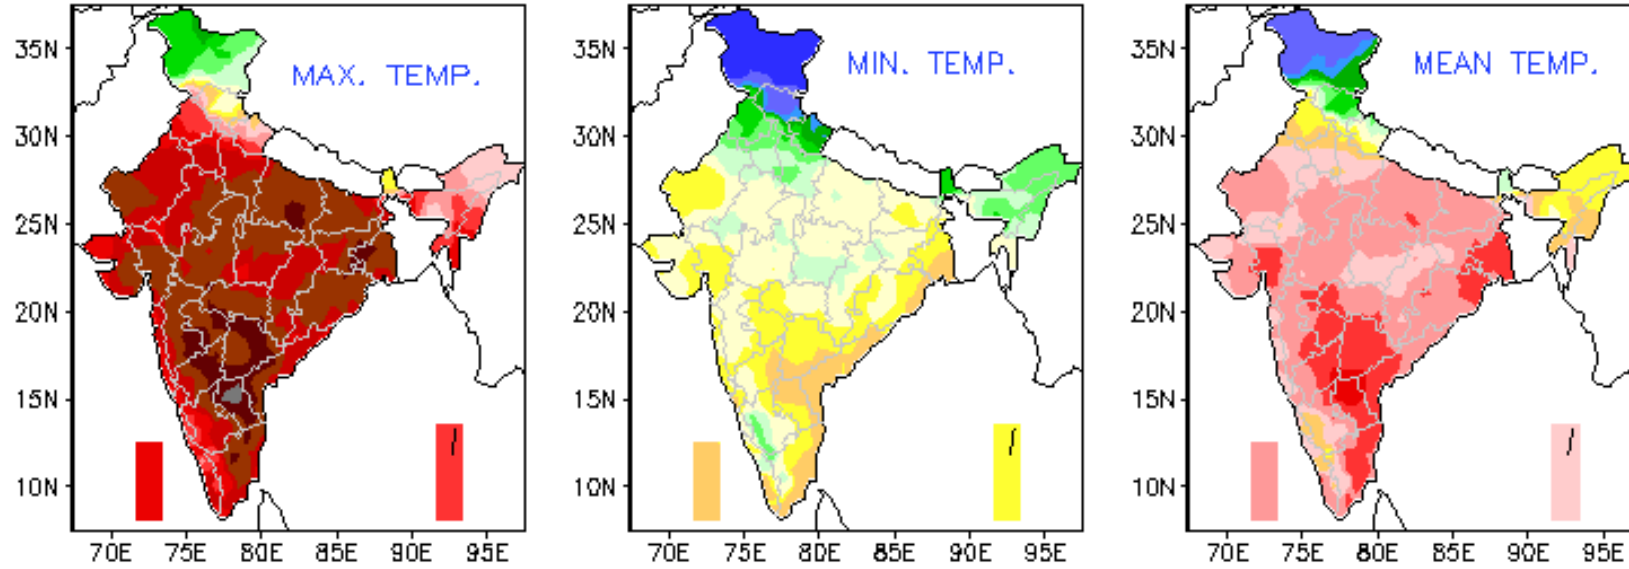 MAX. TEMP.
35N
30N
25N
20N
15N
10N
70E 75E 80E 85E 90E 95E
MIN. TEMP.
35N
30N
25N
20N
15N
10N
70E 75E 80E 85E 90E 95E
MEAN TEMP.
35N
30N
25N
20N
15N
10N
70E 75E 80E 85E 90E 95E